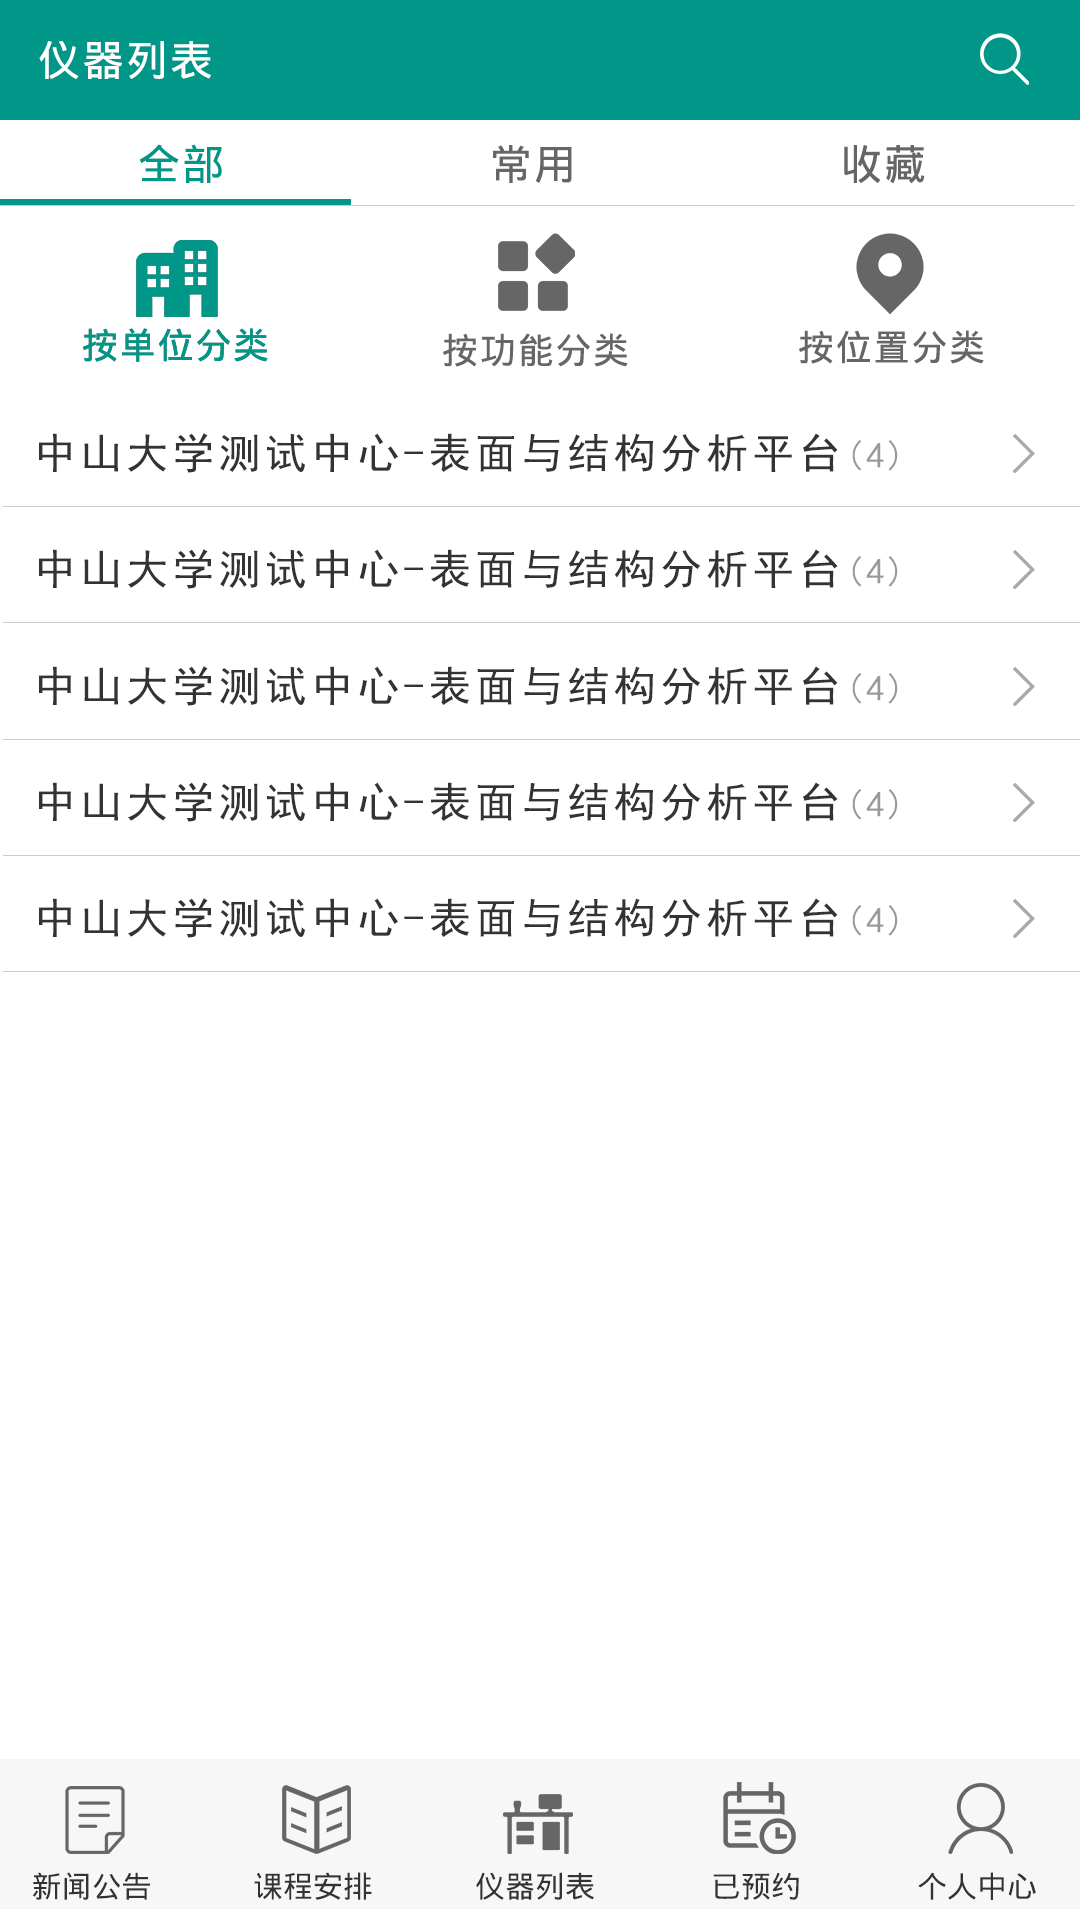 仪器列表
全部 常用 收藏
按单位分类 按功能分类 按位置分类
中山大学测试中心-表面与结构分析平台(4)
中山大学测试中心-表面与结构分析平台(4)
中山大学测试中心-表面与结构分析平台(4)
中山大学测试中心-表面与结构分析平台(4)
中山大学测试中心-表面与结构分析平台(4)
新闻公告 课程安排 仪器列表 已预约 个人中心